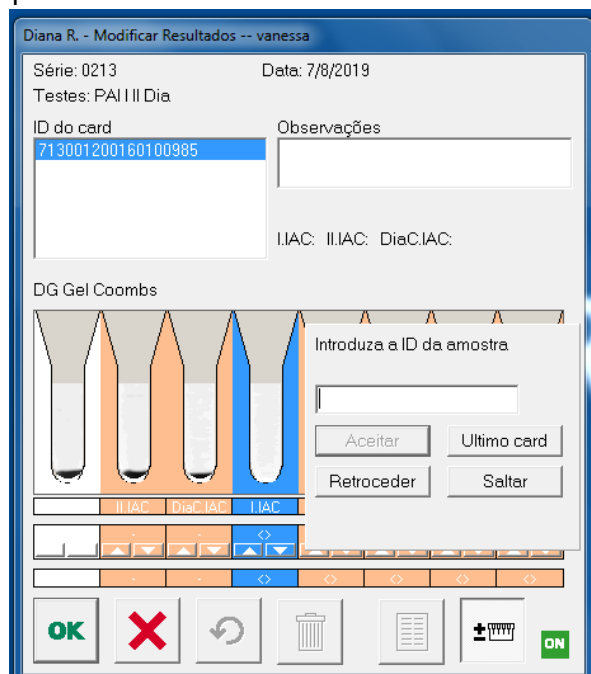 Diana R. - Modificar Resultados -- vanessa
Série: 0213 Data: 7/8/2019
Testes: PAI I II Dia
ID do card Observações
713001200160100985
I.IAC: II.IAC: DiaC.IAC:
DG Gel Coombs
Introduza a ID da amostra
Aceitar Ultimo card
Retroceder Saltar
II.IAC DiaC.IAC I.IAC
- - <>
- - <> <> <> <> <>
OK ± ON